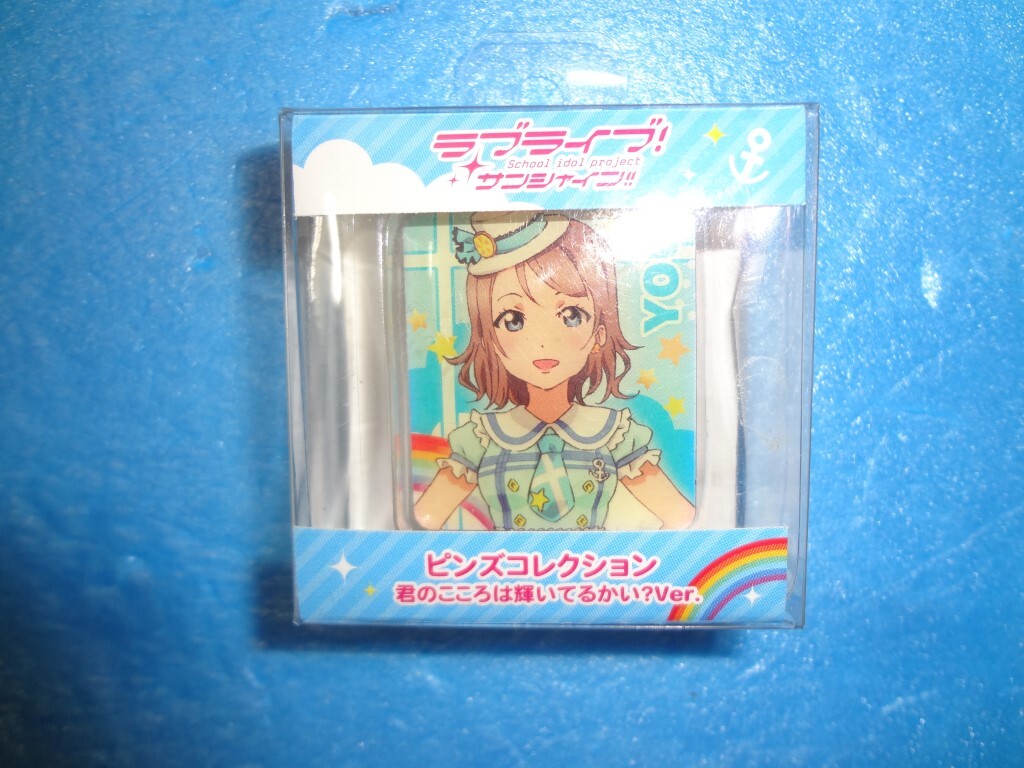 ラブライブ!
School idol project
サンシャイン!!
YO
ピンズコレクション
君のこころは輝いてるかい?Ver.